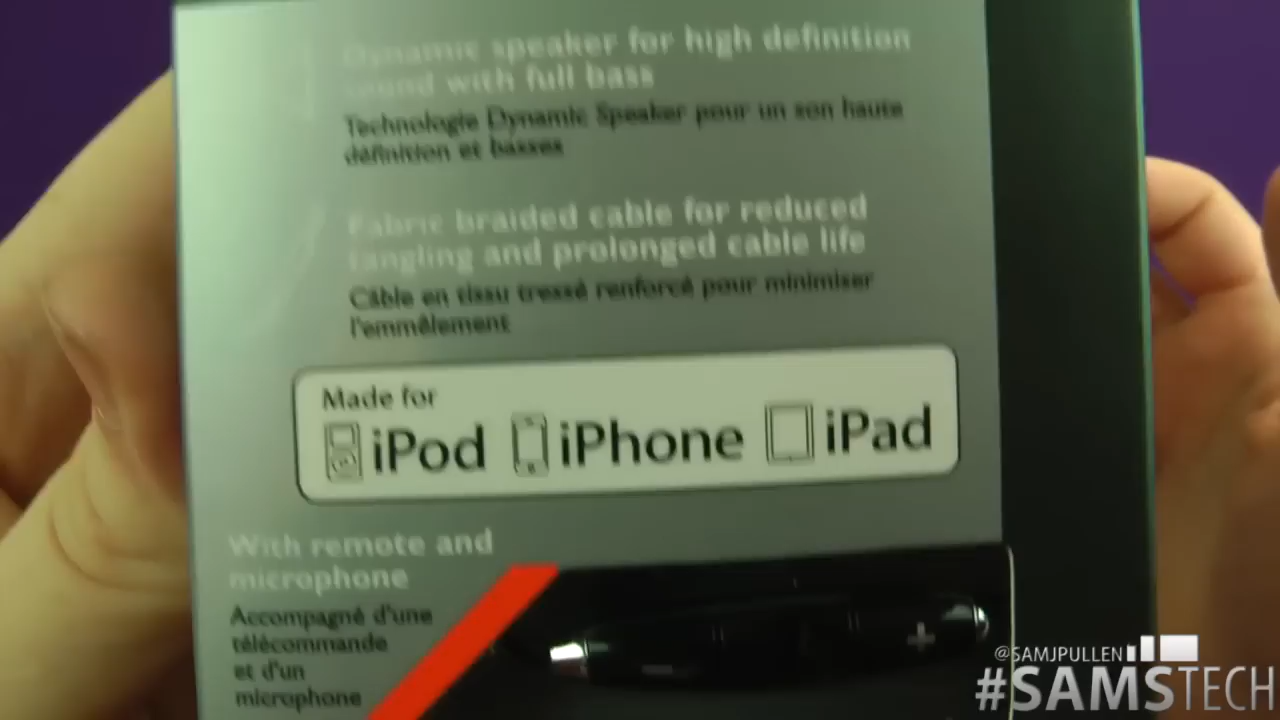 Dynamic speaker for high definition
sound with full bass
Technologie Dynamic Speaker pour un son haute
définition et basses
Fabric braided cable for reduced
tangling and prolonged cable life
Câble en tissu tressé renforcé pour minimiser
l'emmêlement
Made for
iPod iPhone iPad
With remote and
microphone
Accompagné d'une
télécommande
et d'un
microphone
@SAMJPULLEN
#SAMSTECH